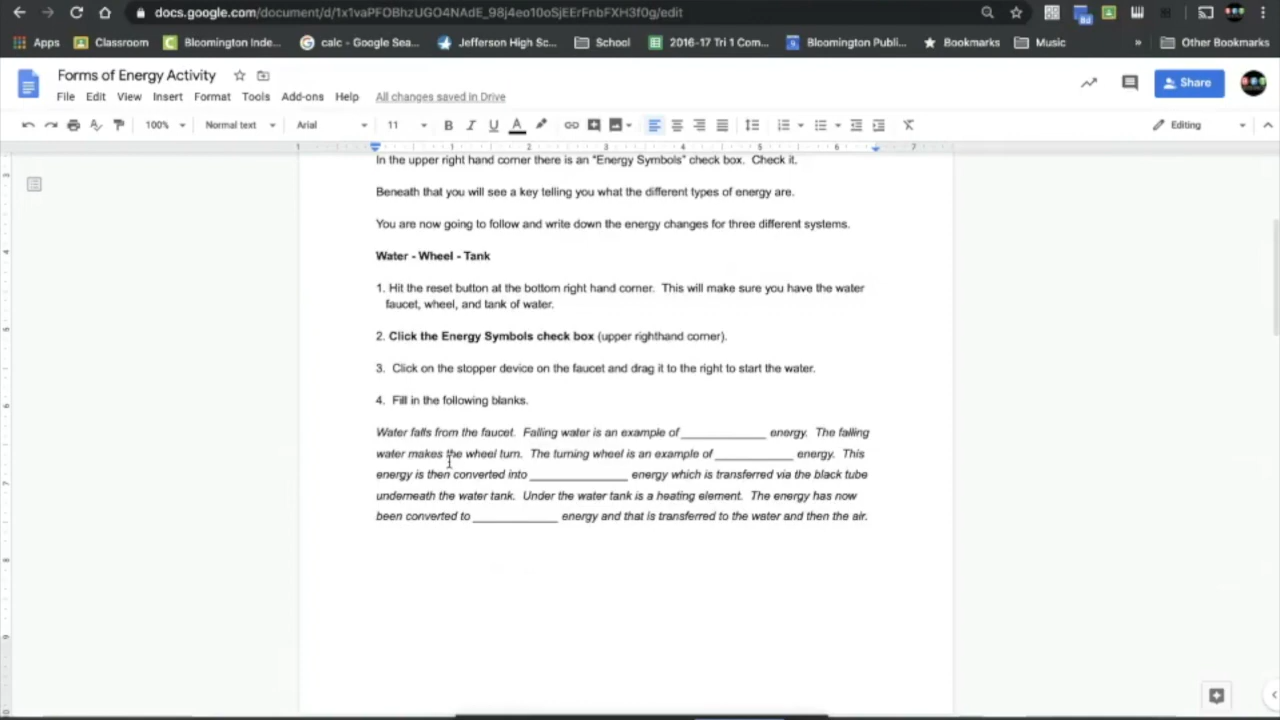 docs.google.com/document/d/1x1vaPFOBhzUGO4NAdE_98j4eo10oSjEErFnbFXH3f0g/edit
Apps Classroom Bloomington Inde... calc - Google Sea... Jefferson High Sc... School 2016-17 Tri 1 Com... Bloomington Publi... Bookmarks Music » Other Bookmarks
Forms of Energy Activity
File Edit View Insert Format Tools Add-ons Help All changes saved in Drive
Share
100% Normal text Arial 11 B I U A Editing
1 1 2 3 4 5 6 7
In the upper right hand corner there is an "Energy Symbols" check box. Check it.
Beneath that you will see a key telling you what the different types of energy are.
You are now going to follow and write down the energy changes for three different systems.
Water - Wheel - Tank
1. Hit the reset button at the bottom right hand corner. This will make sure you have the water
faucet, wheel, and tank of water.
2. Click the Energy Symbols check box (upper righthand corner).
3. Click on the stopper device on the faucet and drag it to the right to start the water.
4. Fill in the following blanks.
Water falls from the faucet. Falling water is an example of ______________ energy. The falling
water makes the wheel turn. The turning wheel is an example of _____________ energy. This
energy is then converted into ________________ energy which is transferred via the black tube
underneath the water tank. Under the water tank is a heating element. The energy has now
been converted to ______________ energy and that is transferred to the water and then the air.